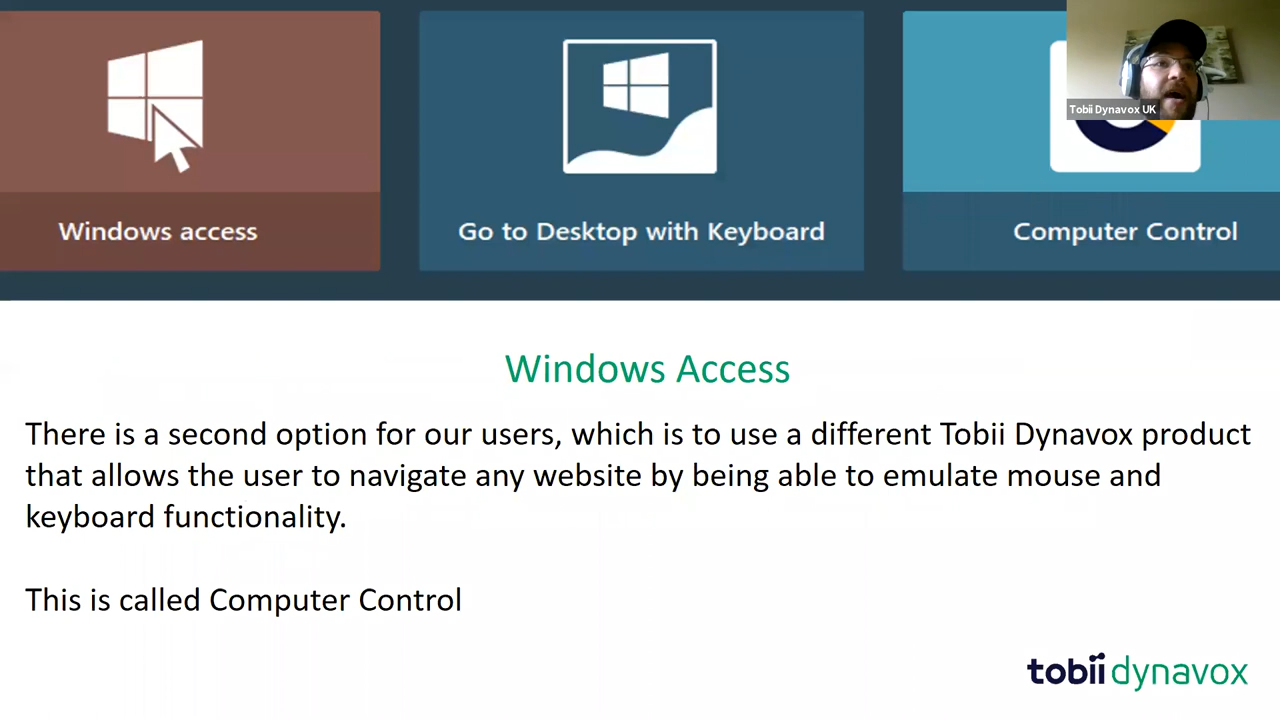 Tobii Dynavox UK
Windows access
Go to Desktop with Keyboard
Computer Control
Windows Access
There is a second option for our users, which is to use a different Tobii Dynavox product
that allows the user to navigate any website by being able to emulate mouse and
keyboard functionality.
This is called Computer Control
tobii dynavox